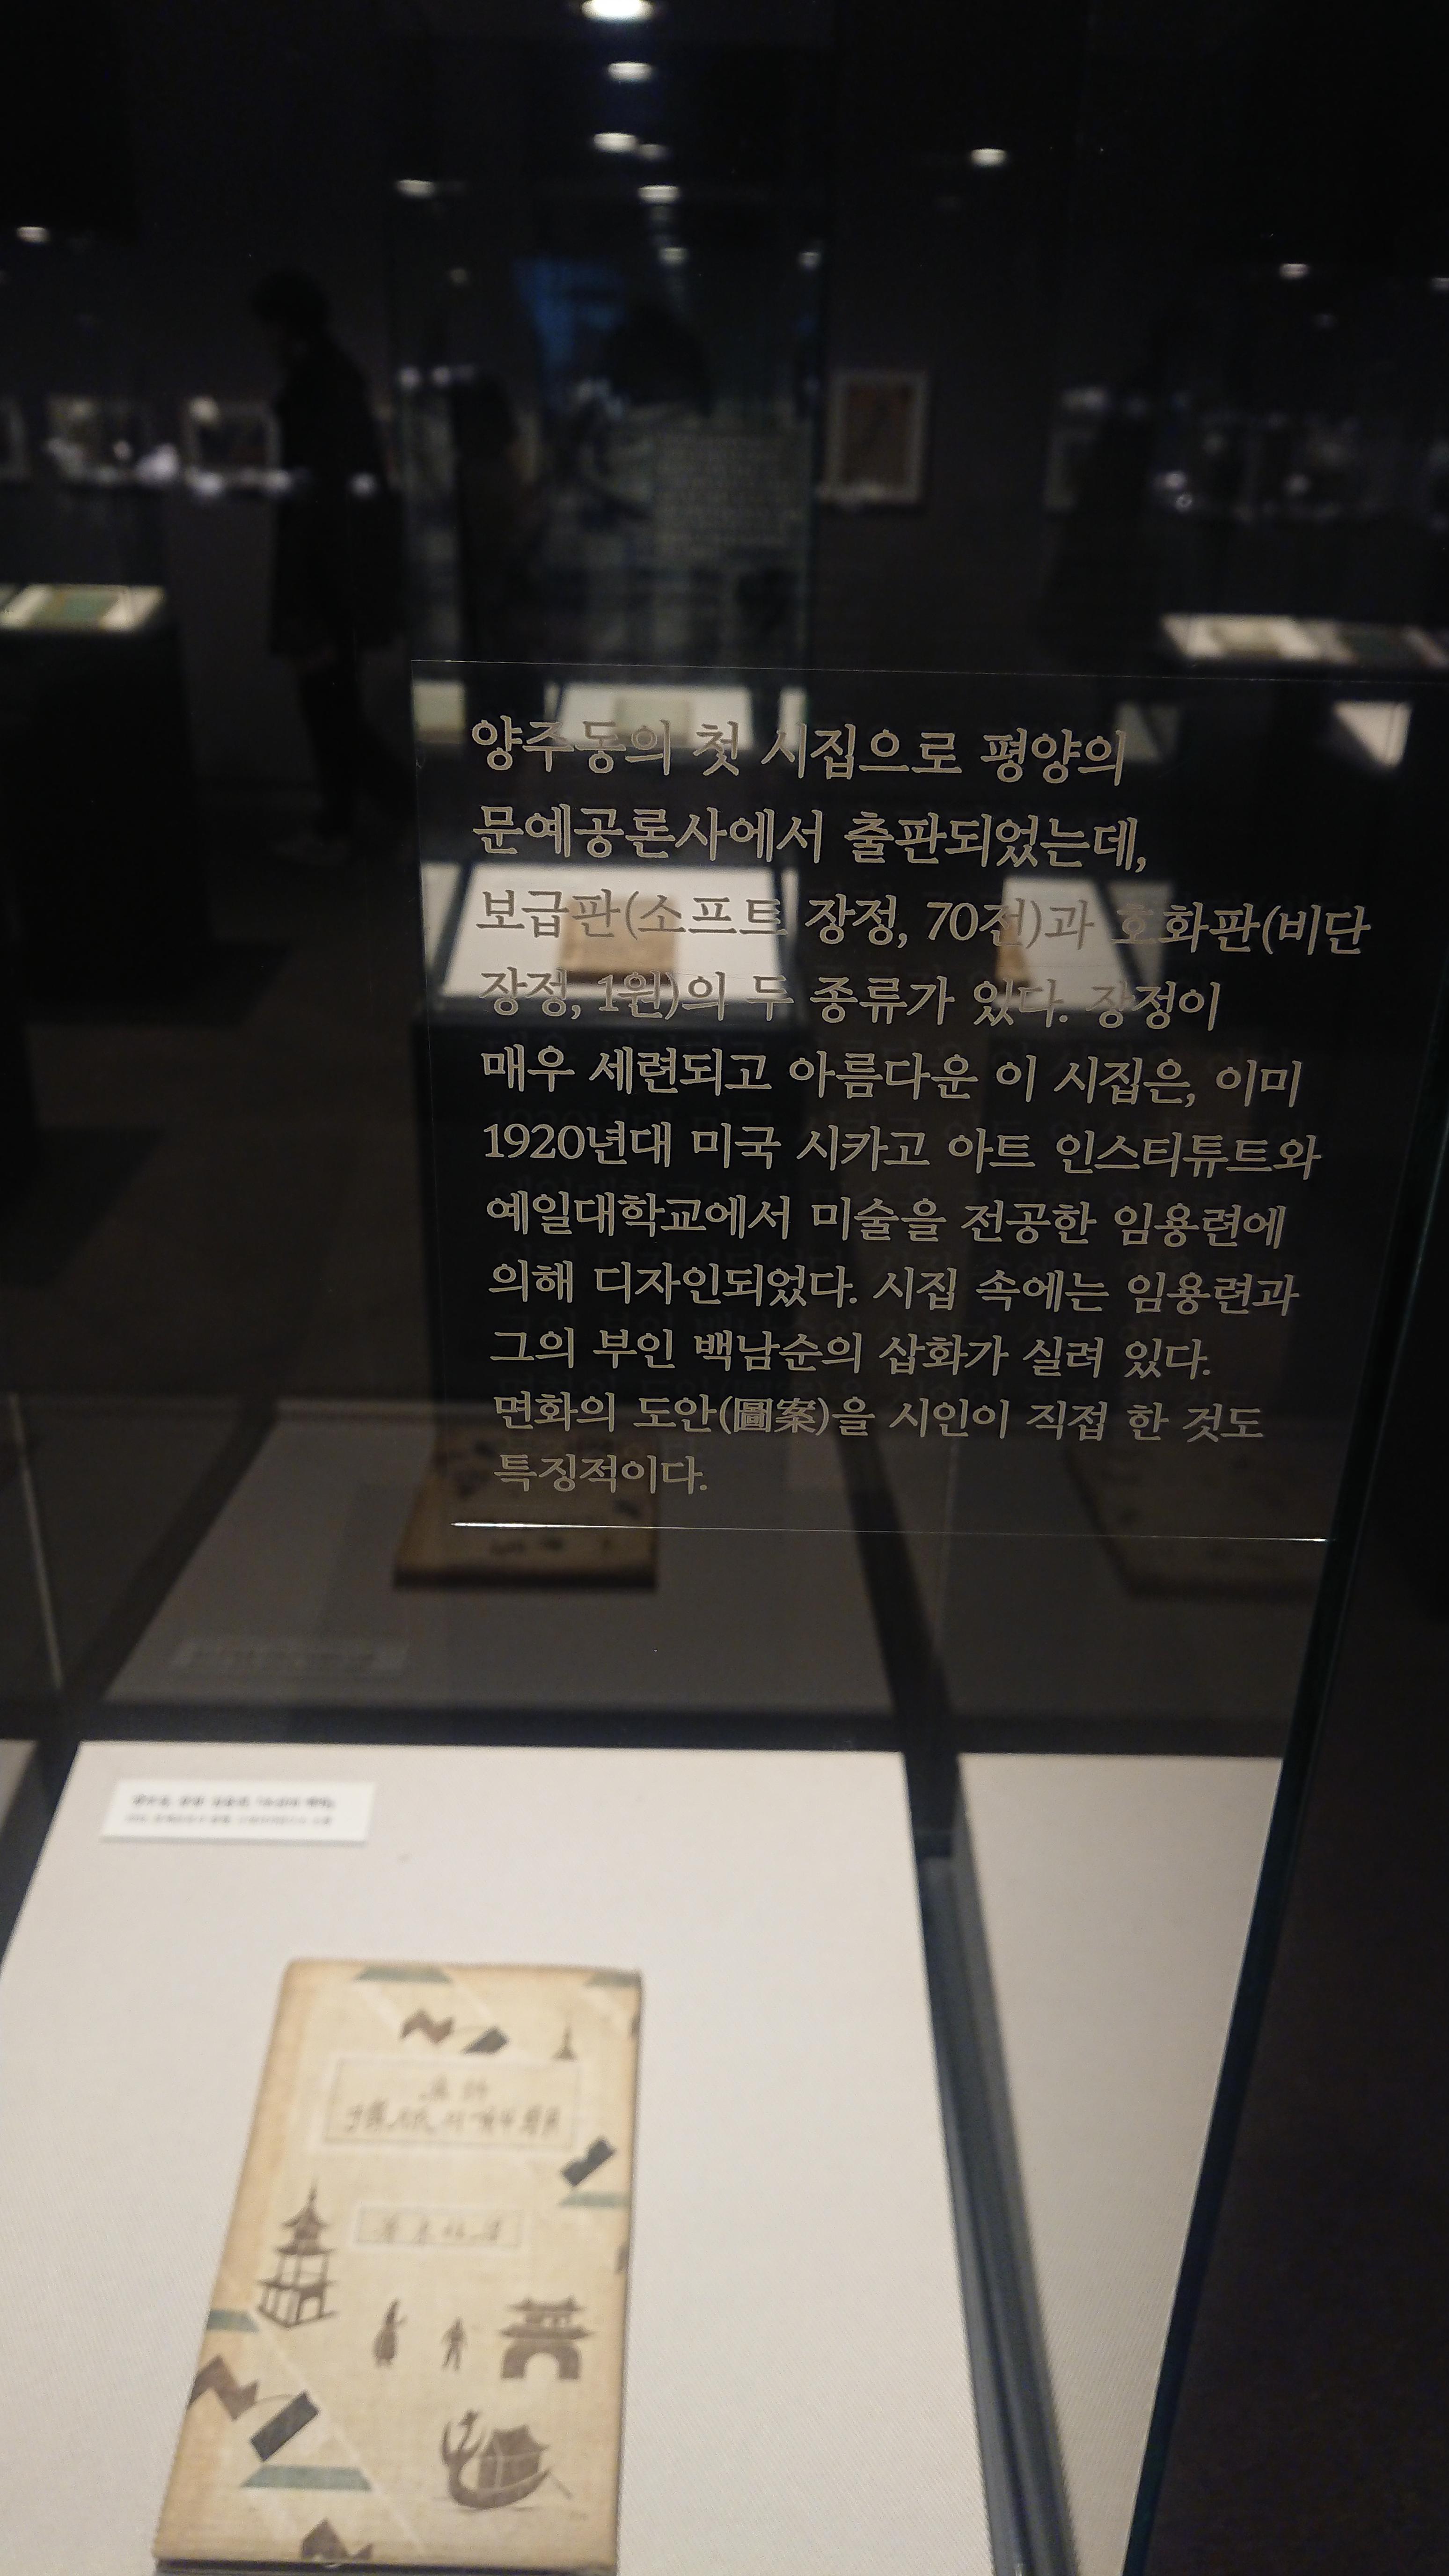 양주동의 첫 시집으로 평양의
문예공론사에서 출판되었는데,
보급판(소프트 장정, 70전)과 호화판(비단
장정, 1원)의 두 종류가 있다. 장정이
매우 세련되고 아름다운 이 시집은, 이미
1920년대 미국 시카고 아트 인스티튜트와
예일대학교에서 미술을 전공한 임용련에
의해 디자인되었다. 시집 속에는 임용련과
그의 부인 백남순의 삽화가 실려 있다.
면화의 도안(圖案)을 시인이 직접 한 것도
특징적이다.